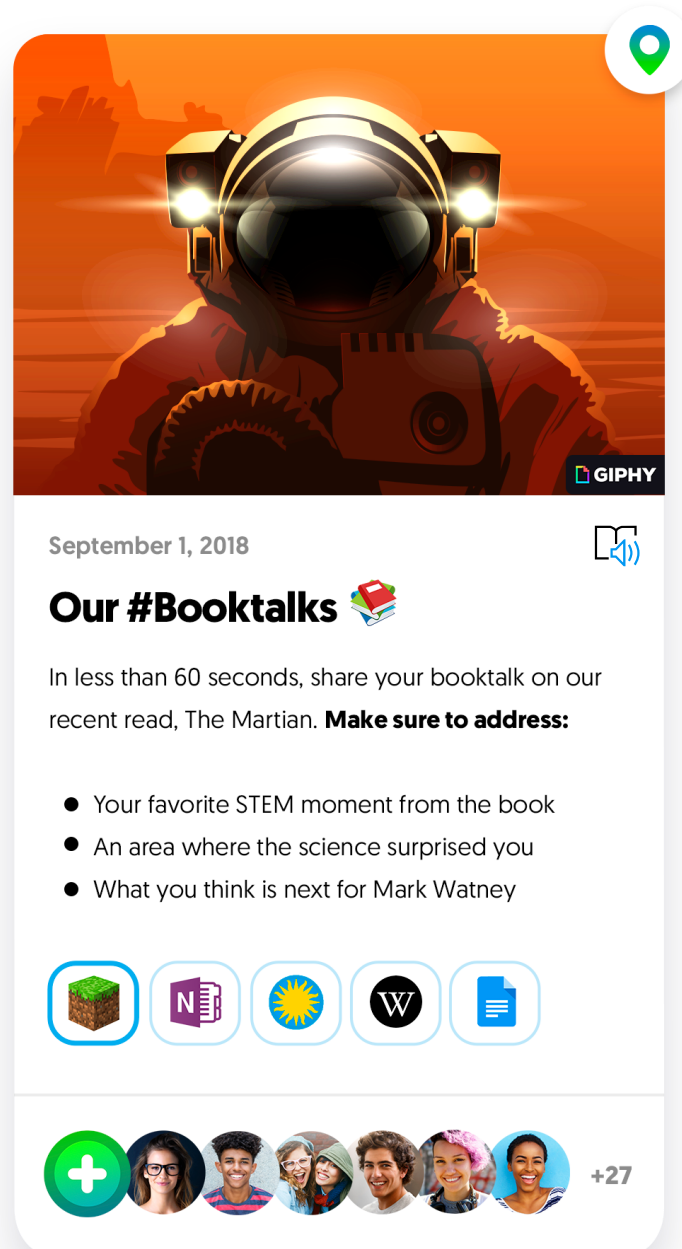 GIPHY
September 1, 2018
Our #Booktalks
In less than 60 seconds, share your booktalk on our
recent read, The Martian. Make sure to address:
Your favorite STEM moment from the book
An area where the science surprised you
What you think is next for Mark Watney
N
W
+27